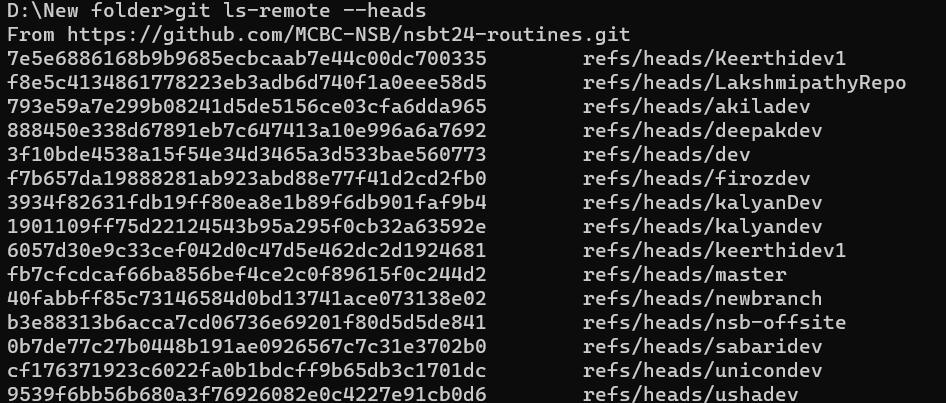 D:\New folder>git ls-remote --heads
From https://github.com/MCBC-NSB/nsbt24-routines.git
7e5e6886168b9b9685ecbcaab7e44c00dc700335 refs/heads/Keerthidev1
f8e5c4134861778223eb3adb6d740f1a0eee58d5 refs/heads/LakshmipathyRepo
793e59a7e299b08241d5de5156ce03cfa6dda965 refs/heads/akiladev
888450e338d67891eb7c647413a10e996a6a7692 refs/heads/deepakdev
3f10bde4538a15f54e34d3465a3d533bae560773 refs/heads/dev
f7b657da19888281ab923abd88e77f41d2cd2fb0 refs/heads/firozdev
3934f82631fdb19ff80ea8e1b89f6db901faf9b4 refs/heads/kalyanDev
1901109ff75d22124543b95a295f0cb32a63592e refs/heads/kalyandev
6057d30e9c33cef042d0c47d5e462dc2d1924681 refs/heads/keerthidev1
fb7cfcdcaf66ba856bef4ce2c0f89615f0c244d2 refs/heads/master
40fabbff85c73146584d0bd13741ace073138e02 refs/heads/newbranch
b3e88313b6acca7cd06736e69201f80d5d5de841 refs/heads/nsb-offsite
0b7de77c27b0448b191ae0926567c7c31e3702b0 refs/heads/sabaridev
cf176371923c6022fa0b1bdcff9b65db3c1701dc refs/heads/unicondev
9539f6bb56b680a3f76926082e0c4227e91cb0d6 refs/heads/ushadev